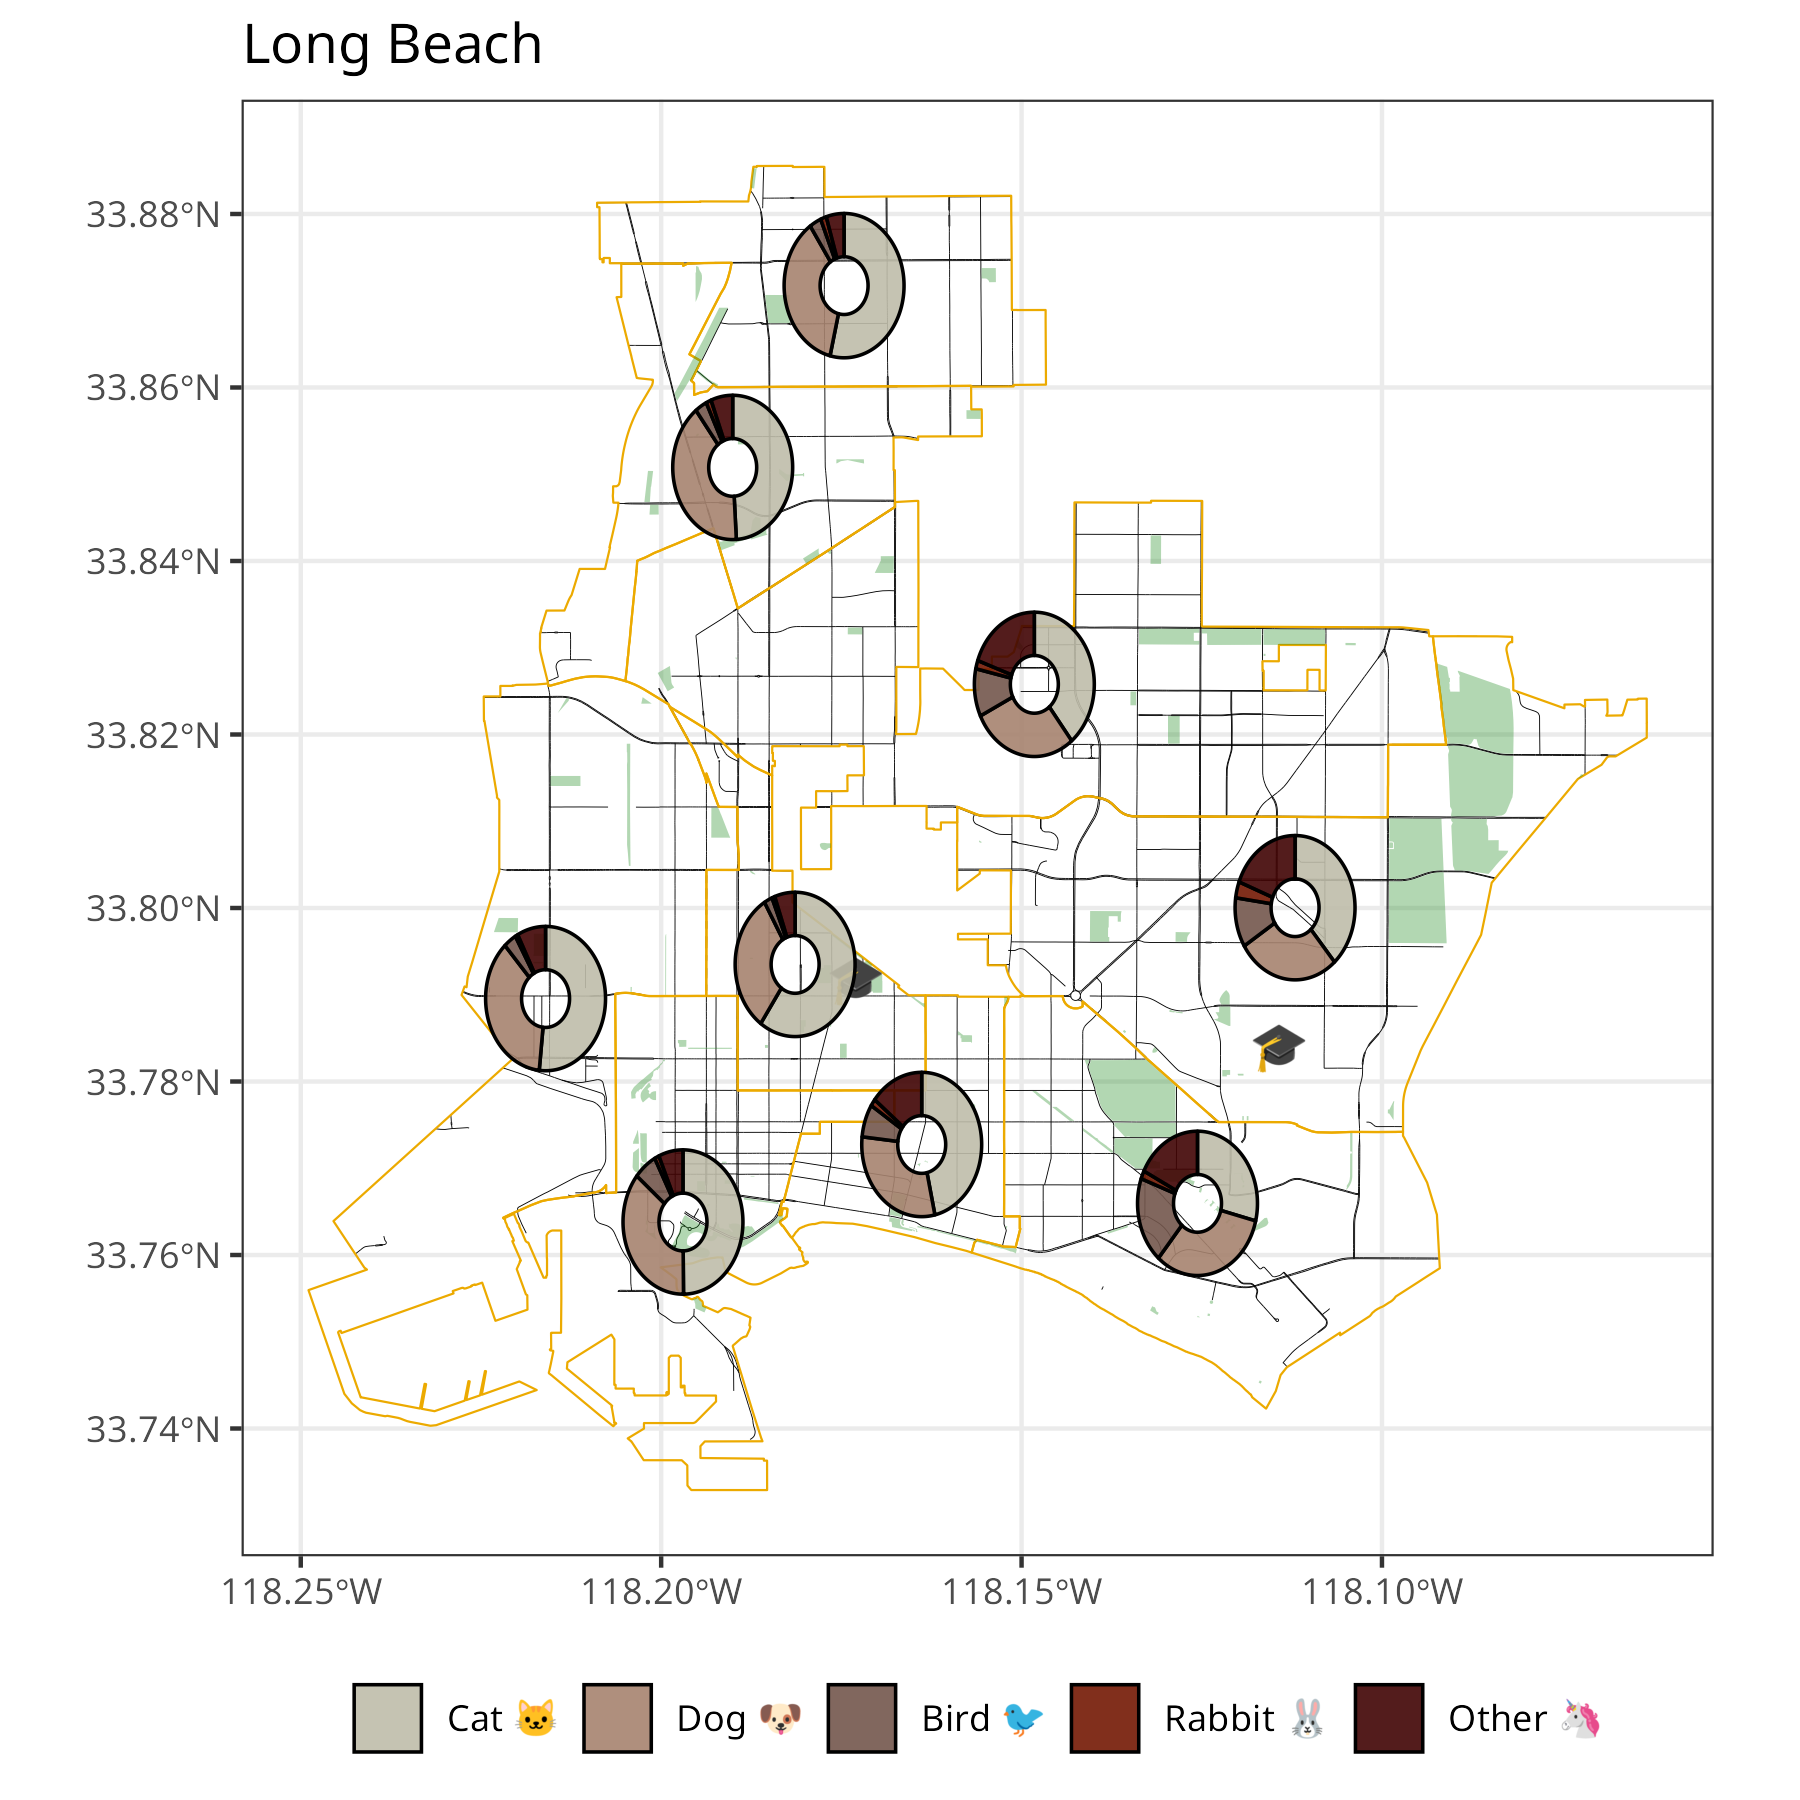 Long Beach
33.88°N
33.86°N
33.84°N
33.82°N
33.80°N
33.78°N
33.76°N
33.74°N
118.25°W 118.20°W 118.15°W 118.10°W
Cat 🐱 Dog 🐶 Bird 🐦 Rabbit 🐰 Other 🦄